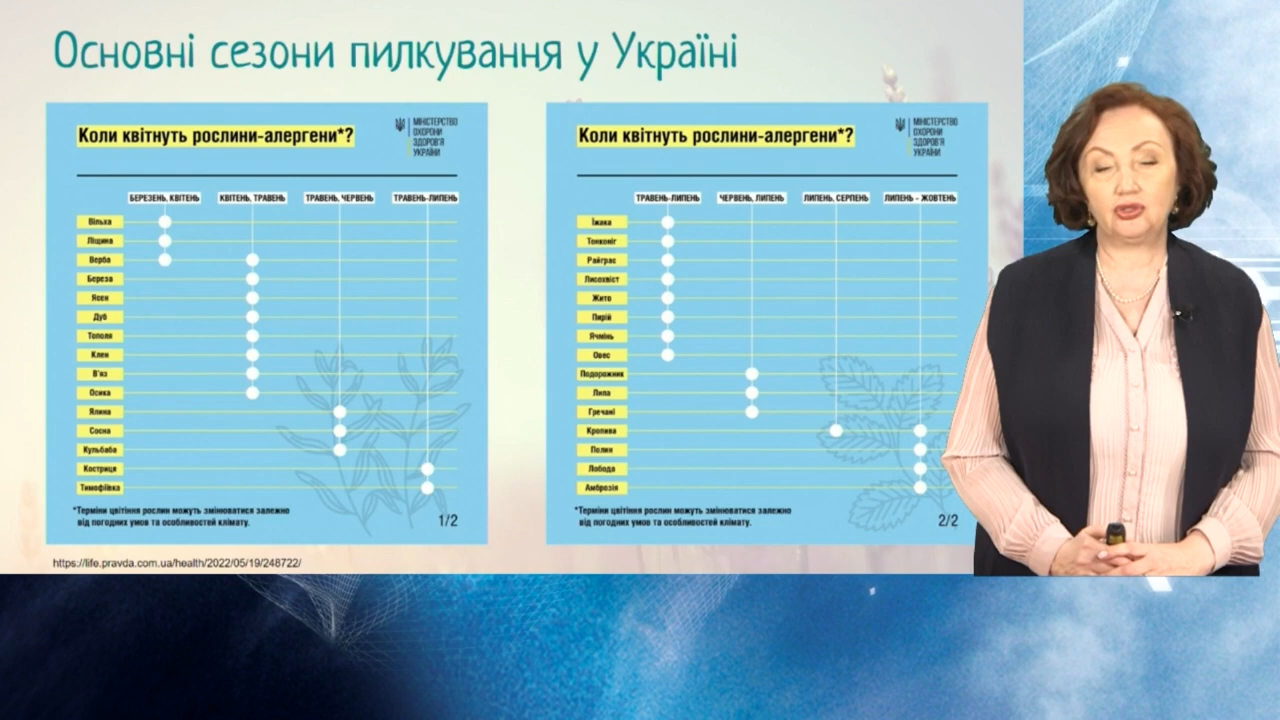 Основні сезони пилкування у Україні
Коли квітнуть рослини-алергени*?
МІНІСТЕРСТВО
ОХОРОНИ
ЗДОРОВ'Я
УКРАЇНИ
БЕРЕЗЕНЬ, КВІТЕНЬ
КВІТЕНЬ, ТРАВЕНЬ
ТРАВЕНЬ, ЧЕРВЕНЬ
ТРАВЕНЬ-ЛИПЕНЬ
Вільха
Ліщина
Верба
Береза
Ясен
Дуб
Тополя
Клен
В'яз
Осика
Ялина
Сосна
Кульбаба
Костриця
Тимофіївка
*Терміни цвітіння рослин можуть змінюватися залежно
від погодних умов та особливостей клімату.
1/2
Коли квітнуть рослини-алергени*?
МІНІСТЕРСТВО
ОХОРОНИ
ЗДОРОВ'Я
УКРАЇНИ
ТРАВЕНЬ-ЛИПЕНЬ
ЧЕРВЕНЬ, ЛИПЕНЬ
ЛИПЕНЬ, СЕРПЕНЬ
ЛИПЕНЬ - ЖОВТЕНЬ
Їжака
Тонконіг
Райграс
Лисохвіст
Жито
Пирій
Ячмінь
Овес
Подорожник
Липа
Гречані
Кропива
Полин
Лобода
Амброзія
*Терміни цвітіння рослин можуть змінюватися залежно
від погодних умов та особливостей клімату.
2/2
https://life.pravda.com.ua/health/2022/05/19/248722/